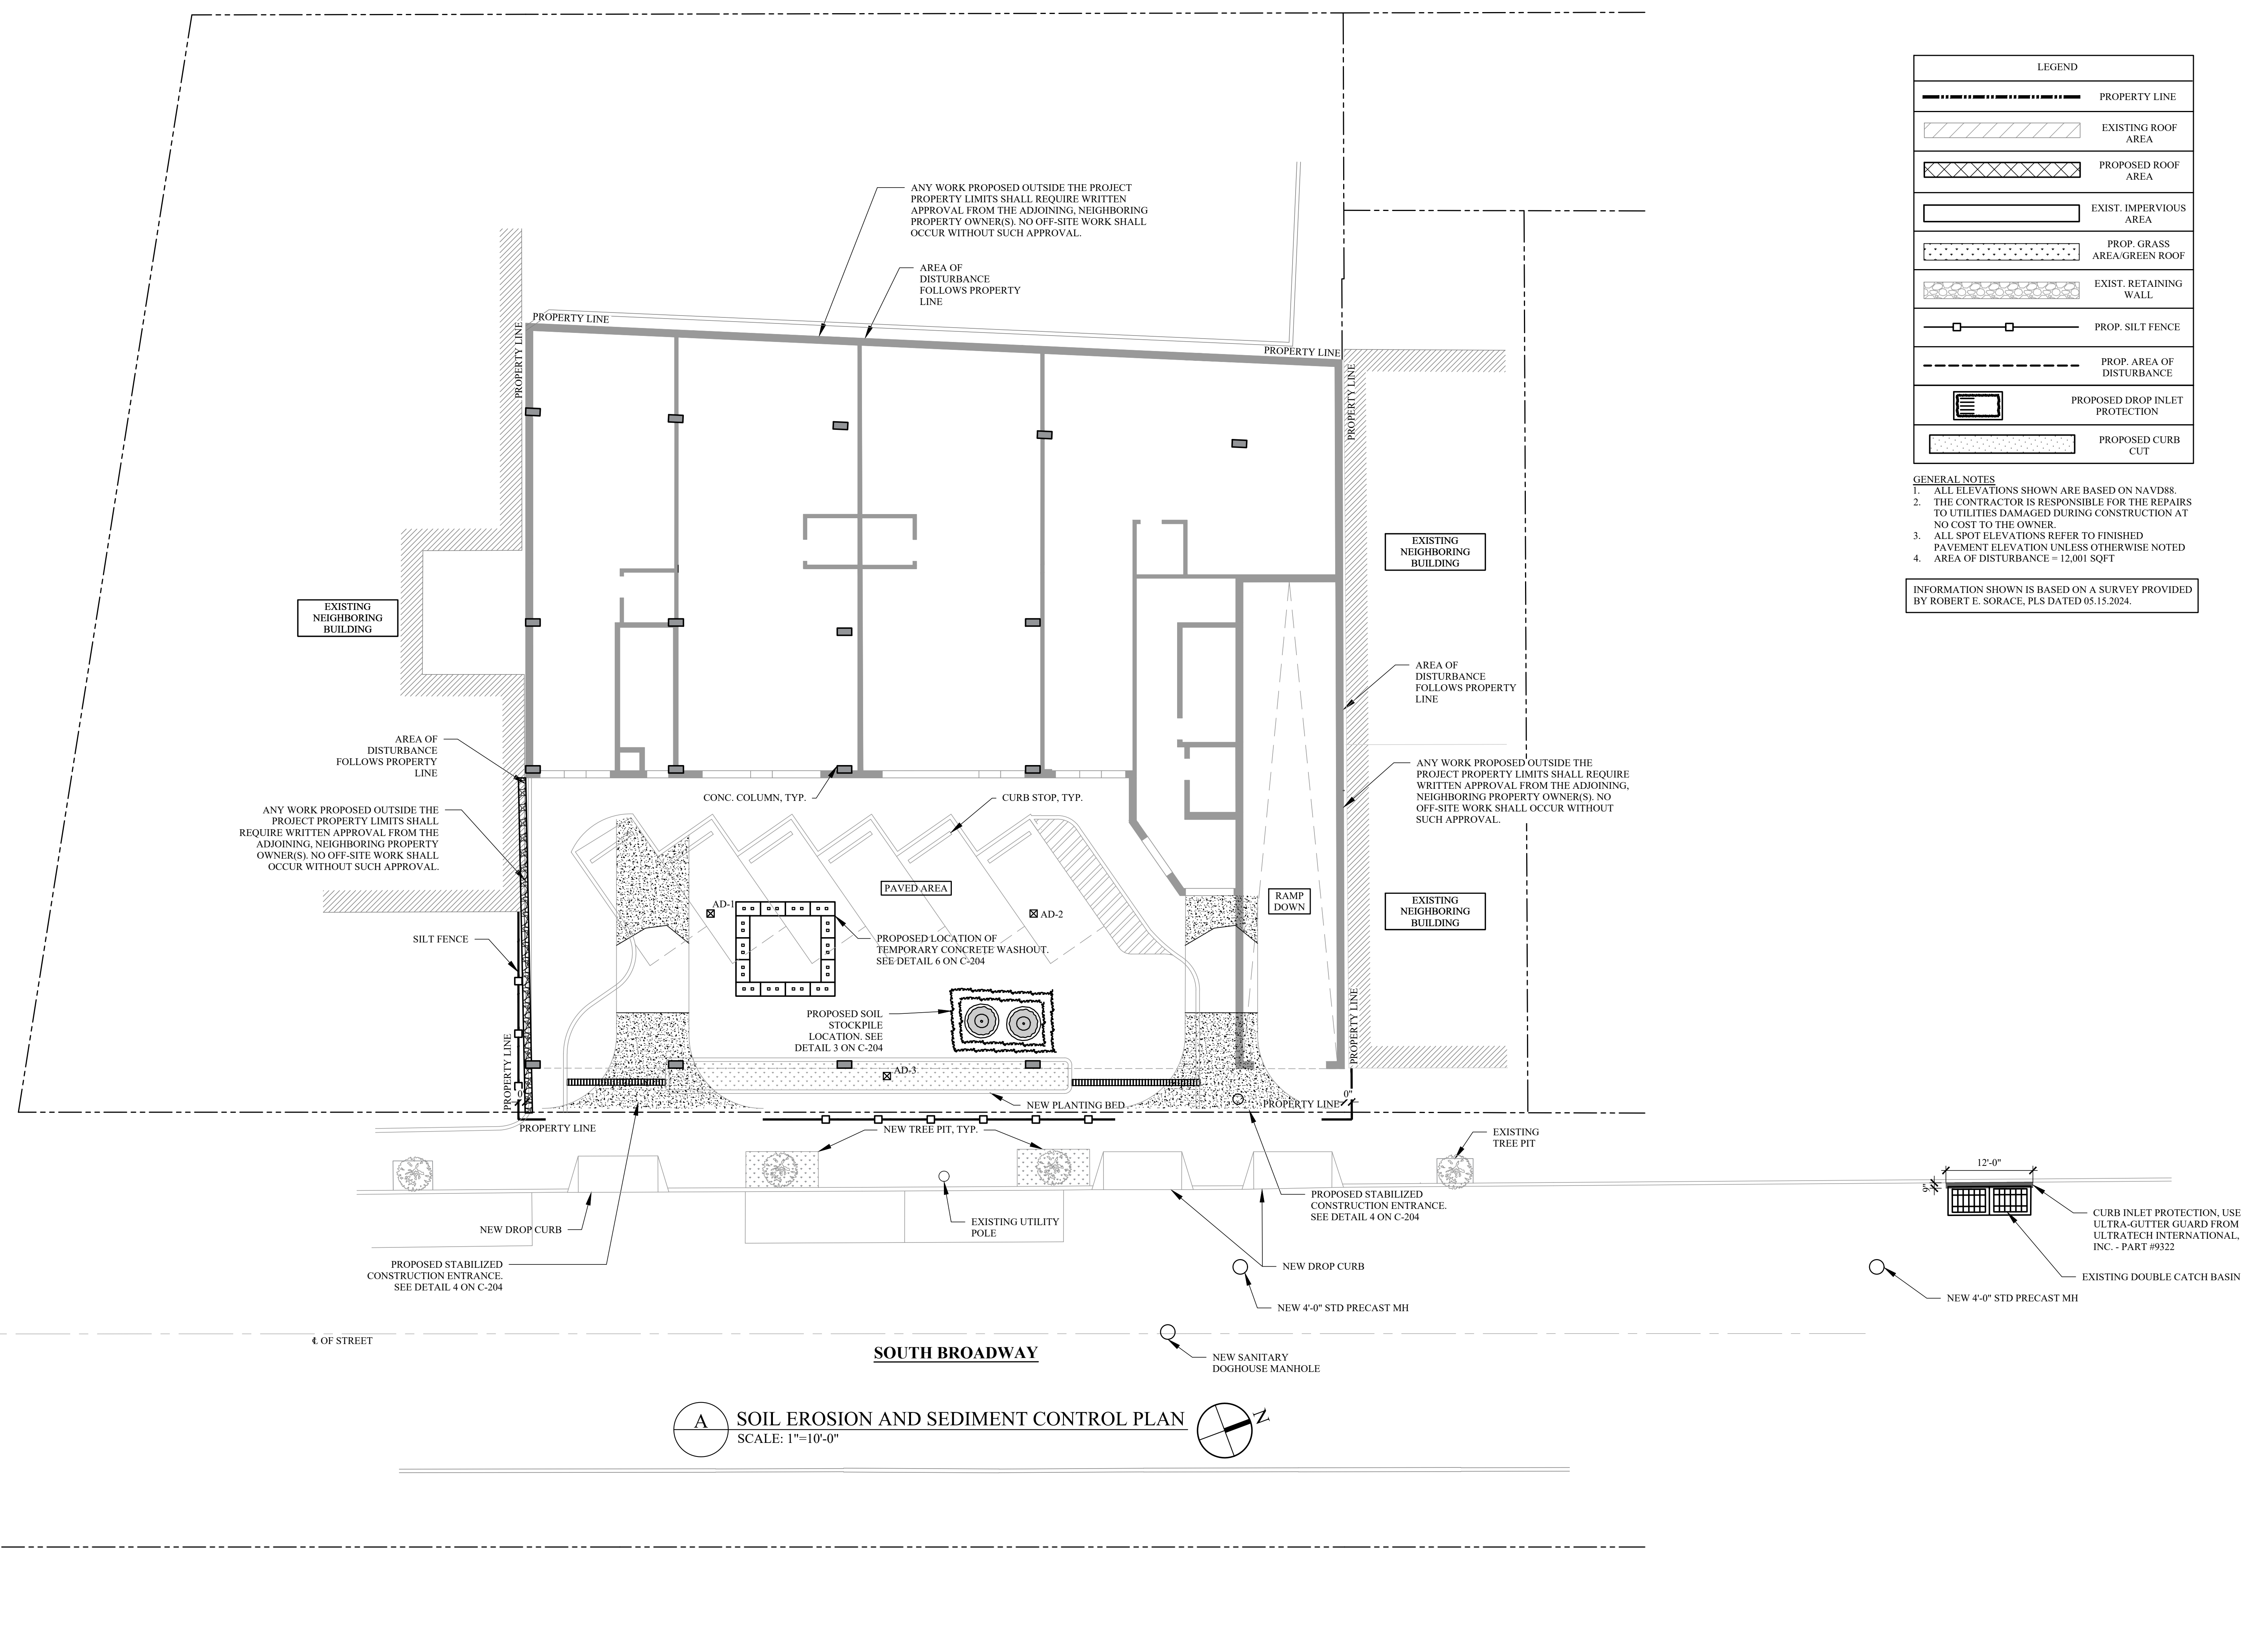 LEGEND
PROPERTY LINE
EXISTING ROOF
AREA
PROPOSED ROOF
AREA
EXIST. IMPERVIOUS
AREA
PROP. GRASS
AREA/GREEN ROOF
EXIST. RETAINING
WALL
PROP. SILT FENCE
PROP. AREA OF
DISTURBANCE
PROPOSED DROP INLET
PROTECTION
PROPOSED CURB
CUT
GENERAL NOTES
1. ALL ELEVATIONS SHOWN ARE BASED ON NAVD88.
2. THE CONTRACTOR IS RESPONSIBLE FOR THE REPAIRS
TO UTILITIES DAMAGED DURING CONSTRUCTION AT
NO COST TO THE OWNER.
3. ALL SPOT ELEVATIONS REFER TO FINISHED
PAVEMENT ELEVATION UNLESS OTHERWISE NOTED
4. AREA OF DISTURBANCE = 12,001 SQFT
INFORMATION SHOWN IS BASED ON A SURVEY PROVIDED
BY ROBERT E. SORACE, PLS DATED 05.15.2024.
ANY WORK PROPOSED OUTSIDE THE PROJECT
PROPERTY LIMITS SHALL REQUIRE WRITTEN
APPROVAL FROM THE ADJOINING, NEIGHBORING
PROPERTY OWNER(S). NO OFF-SITE WORK SHALL
OCCUR WITHOUT SUCH APPROVAL.
AREA OF
DISTURBANCE
FOLLOWS PROPERTY
LINE
PROPERTY LINE
PROPERTY LINE
PROPERTY LINE
PROPERTY LINE
EXISTING
NEIGHBORING
BUILDING
EXISTING
NEIGHBORING
BUILDING
AREA OF
DISTURBANCE
FOLLOWS PROPERTY
LINE
AREA OF
DISTURBANCE
FOLLOWS PROPERTY
LINE
ANY WORK PROPOSED OUTSIDE THE
PROJECT PROPERTY LIMITS SHALL REQUIRE
WRITTEN APPROVAL FROM THE ADJOINING,
NEIGHBORING PROPERTY OWNER(S). NO
OFF-SITE WORK SHALL OCCUR WITHOUT
SUCH APPROVAL.
CONC. COLUMN, TYP.
CURB STOP, TYP.
ANY WORK PROPOSED OUTSIDE THE
PROJECT PROPERTY LIMITS SHALL
REQUIRE WRITTEN APPROVAL FROM THE
ADJOINING, NEIGHBORING PROPERTY
OWNER(S). NO OFF-SITE WORK SHALL
OCCUR WITHOUT SUCH APPROVAL.
PAVED AREA
RAMP
DOWN
EXISTING
NEIGHBORING
BUILDING
AD-1
AD-2
SILT FENCE
PROPOSED LOCATION OF
TEMPORARY CONCRETE WASHOUT.
SEE DETAIL 6 ON C-204
PROPOSED SOIL
STOCKPILE
LOCATION. SEE
DETAIL 3 ON C-204
PROPERTY LINE
PROPERTY LINE
AD-3
0"
0"
NEW PLANTING BED
PROPERTY LINE
PROPERTY LINE
NEW TREE PIT, TYP.
EXISTING
TREE PIT
12'-0"
9"
PROPOSED STABILIZED
CONSTRUCTION ENTRANCE.
SEE DETAIL 4 ON C-204
NEW DROP CURB
EXISTING UTILITY
POLE
CURB INLET PROTECTION, USE
ULTRA-GUTTER GUARD FROM
ULTRATECH INTERNATIONAL,
INC. - PART #9322
PROPOSED STABILIZED
CONSTRUCTION ENTRANCE.
SEE DETAIL 4 ON C-204
NEW DROP CURB
EXISTING DOUBLE CATCH BASIN
NEW 4'-0" STD PRECAST MH
NEW 4'-0" STD PRECAST MH
℄ OF STREET
SOUTH BROADWAY
NEW SANITARY
DOGHOUSE MANHOLE
A
SOIL EROSION AND SEDIMENT CONTROL PLAN
SCALE: 1"=10'-0"
N